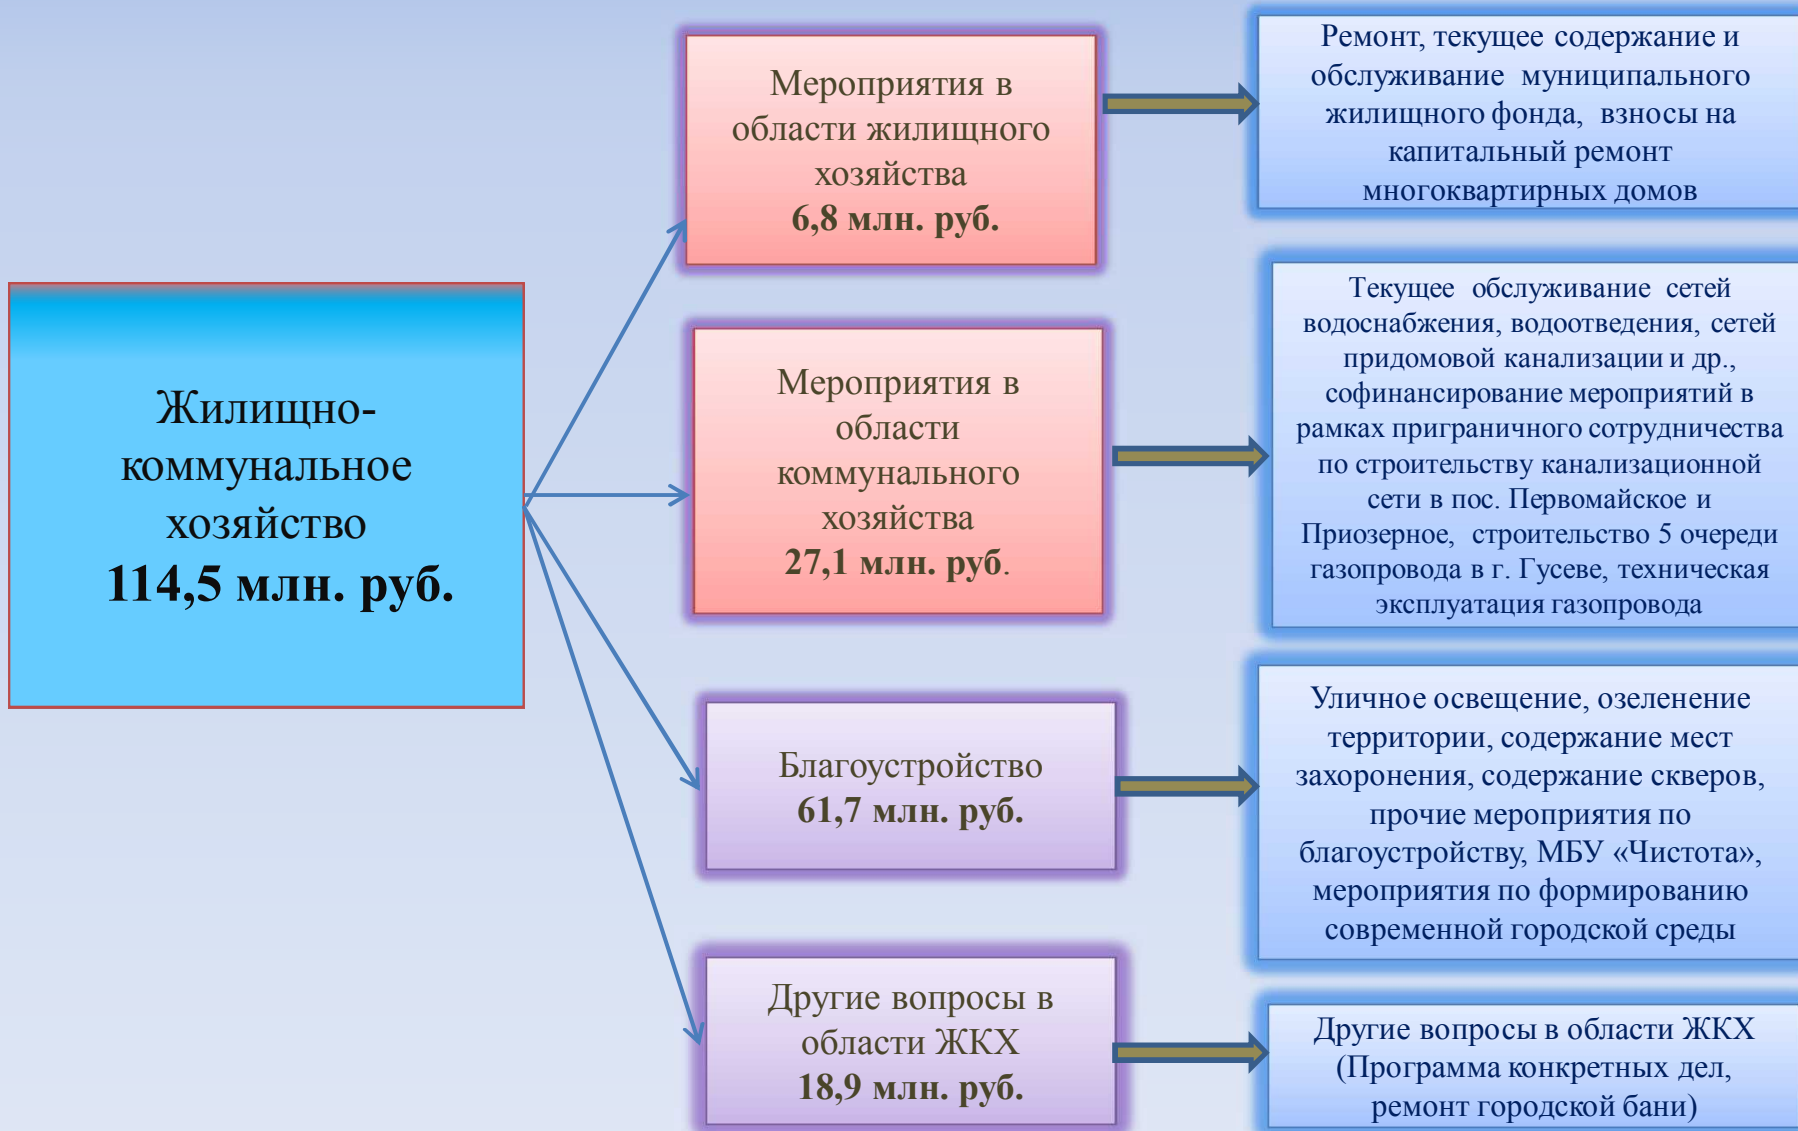 Жилищно-
коммунальное
хозяйство
114,5 млн. руб.
Мероприятия в
области жилищного
хозяйства
6,8 млн. руб.
Ремонт, текущее содержание и
обслуживание муниципального
жилищного фонда, взносы на
капитальный ремонт
многоквартирных домов
Мероприятия в
области
коммунального
хозяйства
27,1 млн. руб.
Текущее обслуживание сетей
водоснабжения, водоотведения, сетей
придомовой канализации и др.,
софинансирование мероприятий в
рамках приграничного сотрудничества
по строительству канализационной
сети в пос. Первомайское и
Приозерное, строительство 5 очереди
газопровода в г. Гусеве, техническая
эксплуатация газопровода
Благоустройство
61,7 млн. руб.
Уличное освещение, озеленение
территории, содержание мест
захоронения, содержание скверов,
прочие мероприятия по
благоустройству, МБУ «Чистота»,
мероприятия по формированию
современной городской среды
Другие вопросы в
области ЖКХ
18,9 млн. руб.
Другие вопросы в области ЖКХ
(Программа конкретных дел,
ремонт городской бани)